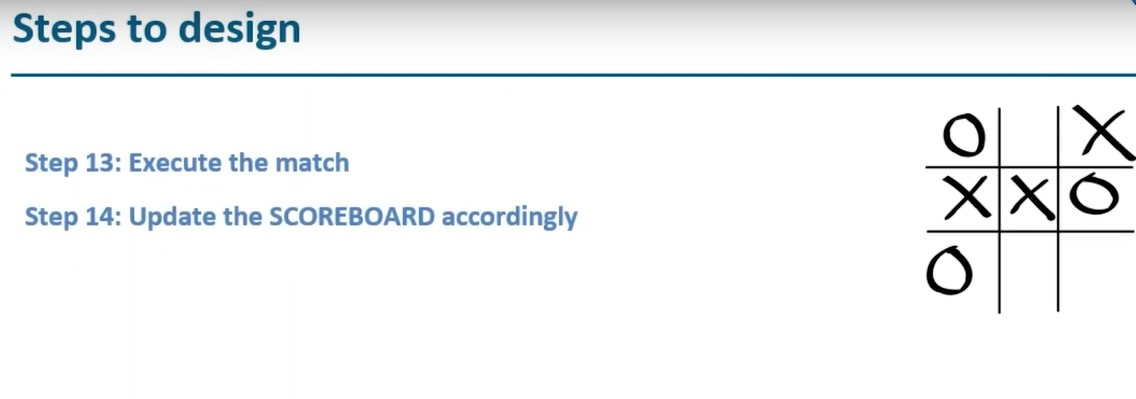 Steps to design
Step 13: Execute the match
Step 14: Update the SCOREBOARD accordingly
O X
X X O
O